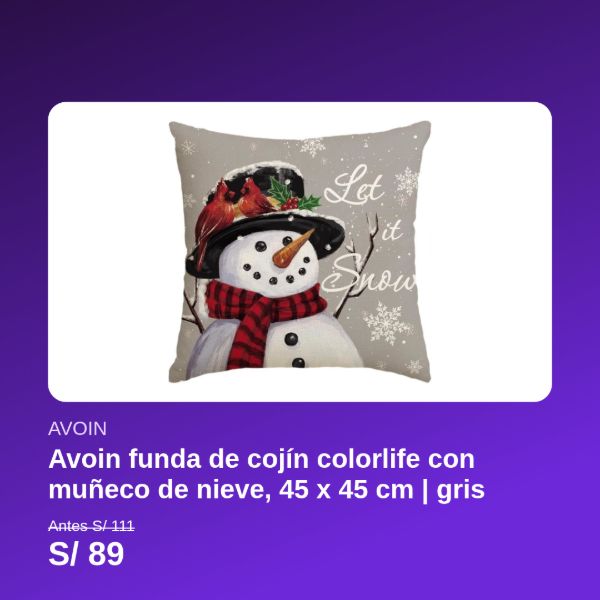 Let
it
Snow
AVOIN
Avoin funda de cojín colorlife con
muñeco de nieve, 45 x 45 cm | gris
Antes S/ 111
S/ 89